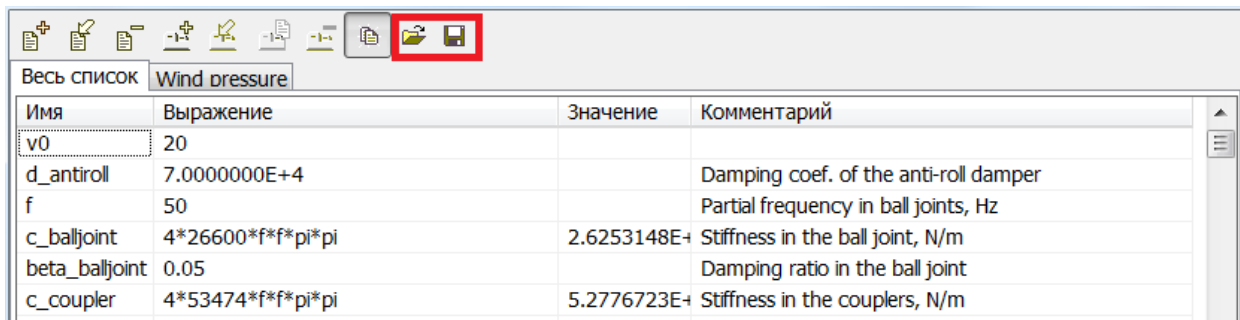 Весь список Wind pressure
Имя Выражение Значение Комментарий
v0 20
d_antiroll 7.0000000E+4 Damping coef. of the anti-roll damper
f 50 Partial frequency in ball joints, Hz
c_balljoint 4*26600*f*f*pi*pi 2.6253148E+ Stiffness in the ball joint, N/m
beta_balljoint 0.05 Damping ratio in the ball joint
c_coupler 4*53474*f*f*pi*pi 5.2776723E+ Stiffness in the couplers, N/m